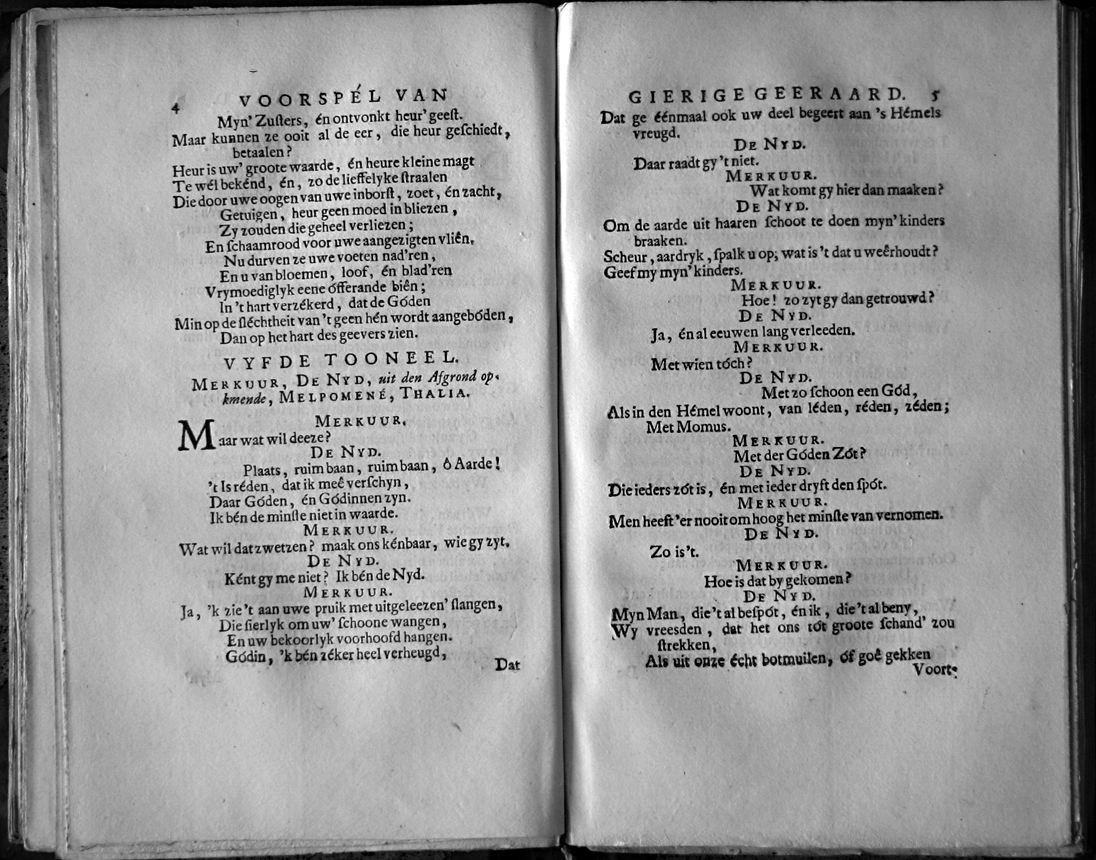 4 VOORSPÉL VAN
Myn' Zuſters, én ontvonkt heur' geeſt.
Maar kunnen ze ooit al de eer, die heur geſchiedt,
betaalen?
Heur is uw' groote waarde, én heure kleine magt
Te wél bekénd, én, zo de lieffelyke ſtraalen
Die door uwe oogen van uwe inborſt, zoet, én zacht,
Getuigen, heur geen moed in bliezen,
Zy zouden die geheel verliezen;
En ſchaamrood voor uwe aangezigten vliên.
Nu durven ze uwe voeten nad'ren,
En u van bloemen, loof, én blad'ren
Vrymoediglyk eene ófferande biên;
In 't hart verzékerd, dat de Góden
Min op de ſléchtheit van 't geen hén wordt aangebóden,
Dan op het hart des geevers zien.
VYFDE TOONEEL.
MERKUUR, DE NYD, uit den Afgrond op-
kmende, MELPOMENÉ, THALIA.
MERKUUR.
Maar wat wil deeze?
DE NYD.
Plaats, ruim baan, ruim baan, ô Aarde!
't Is réden, dat ik meê verſchyn,
Daar Góden, én Gódinnen zyn.
Ik bén de minſte niet in waarde.
MERKUUR.
Wat wil dat zwetzen? maak ons kénbaar, wie gy zyt.
DE NYD.
Ként gy me niet? Ik bén de Nyd.
MERKUUR.
Ja, 'k zie 't aan uwe pruik met uitgeleezen' ſlangen,
Die ſierlyk om uw' ſchoone wangen,
En uw bekoorlyk voorhoofd hangen.
Gódin, 'k bén zéker heel verheugd,
Dat
GIERIGE GEERAARD. 5
Dat ge éénmaal ook uw deel begeert aan 's Hémels
vreugd.
DE NYD.
Daar raadt gy 't niet.
MERKUUR.
Wat komt gy hier dan maaken?
DE NYD.
Om de aarde uit haaren ſchoot te doen myn' kinders
braaken.
Scheur, aardryk, ſpalk u op; wat is 't dat u weêrhoudt?
Geef my myn' kinders.
MERKUUR.
Hoe! zo zyt gy dan getrouwd?
DE NYD.
Ja, én al eeuwen lang verleeden.
MERKUUR.
Met wien tóch?
DE NYD.
Met zo ſchoon een Gód,
Als in den Hémel woont, van léden, réden, zéden;
Met Momus.
MERKUUR.
Met der Góden Zót?
DE NYD.
Die ieders zót is, én met ieder dryft den ſpót.
MERKUUR.
Men heeft 'er nooit om hoog het minſte van vernomen.
DE NYD.
Zo is 't.
MERKUUR.
Hoe is dat by gekomen?
DE NYD.
Myn Man, die 't al beſpót, én ik, die 't al beny,
Wy vreesden, dat het ons tót groote ſchand' zou
ſtrekken,
Als uit onze écht botmuilen, óf goê gekken
Voort-